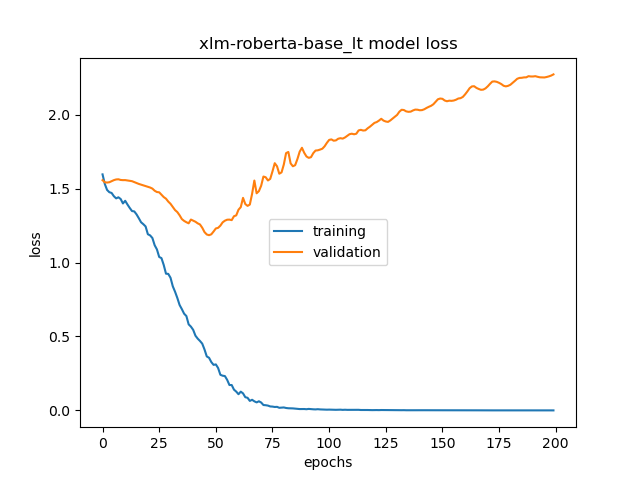 xlm-roberta-base_lt model loss
2.0
1.5
1.0
0.5
0.0
loss
training
validation
0 25 50 75 100 125 150 175 200
epochs